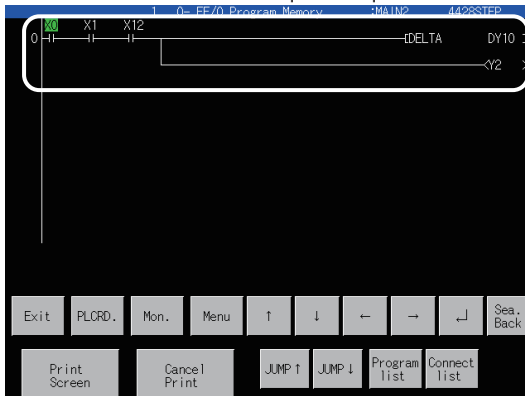 1 0- FF/0 Program Memory :MAIN2 4428STEP
X0 X1 X12
0 [DELTA DY10 ]
<Y2 >
Exit PLCRD. Mon. Menu ↑ ↓ ← → ↵ Sea. Back
Print Screen Cancel Print JUMP↑ JUMP↓ Program list Connect list